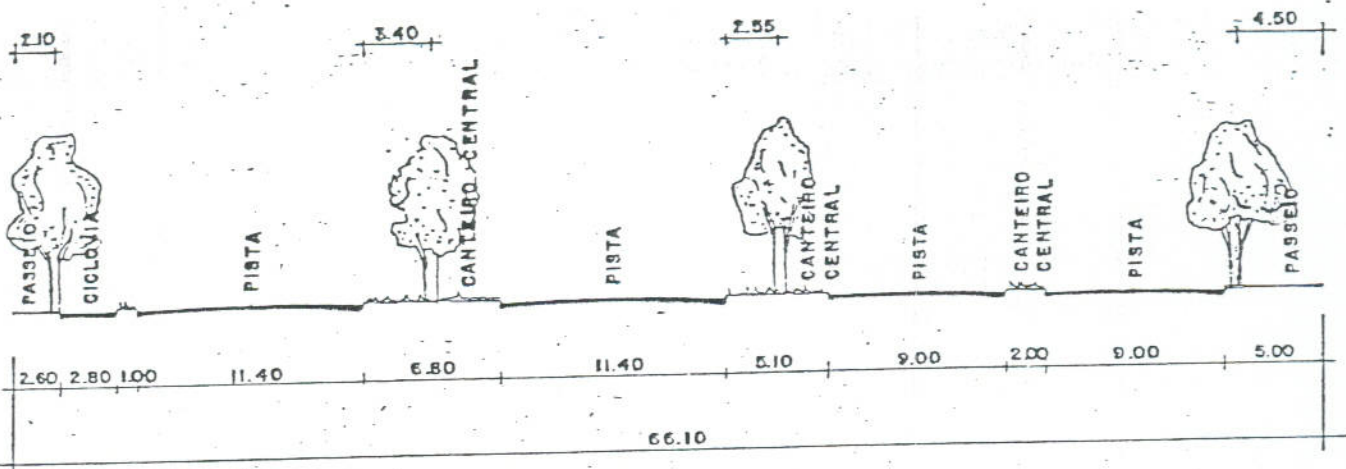 2.10
3.40
2.55
4.50
PASSEIO
CICLOVIA
PISTA
CANTEIRO CENTRAL
PISTA
CANTEIRO
CENTRAL
PISTA
CANTEIRO
CENTRAL
PISTA
PASSEIO
2.60 2.80 1.00 11.40 6.80 11.40 5.10 9.00 2.00 9.00 5.00
66.10